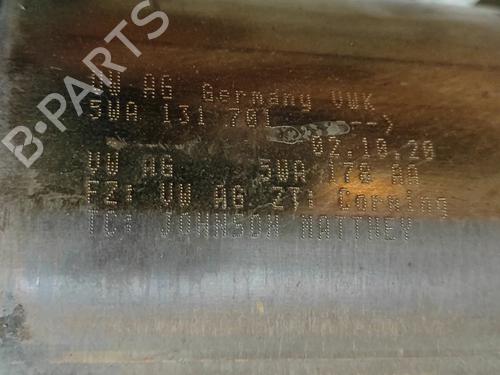 B-PARTS
VW AG Germany VWK
5WA 131 701 -->
02.10.20
VW AG 5WA 178 AA
FZ: VW AG ZT: Corning
TC: JOHNSON MATTHEY